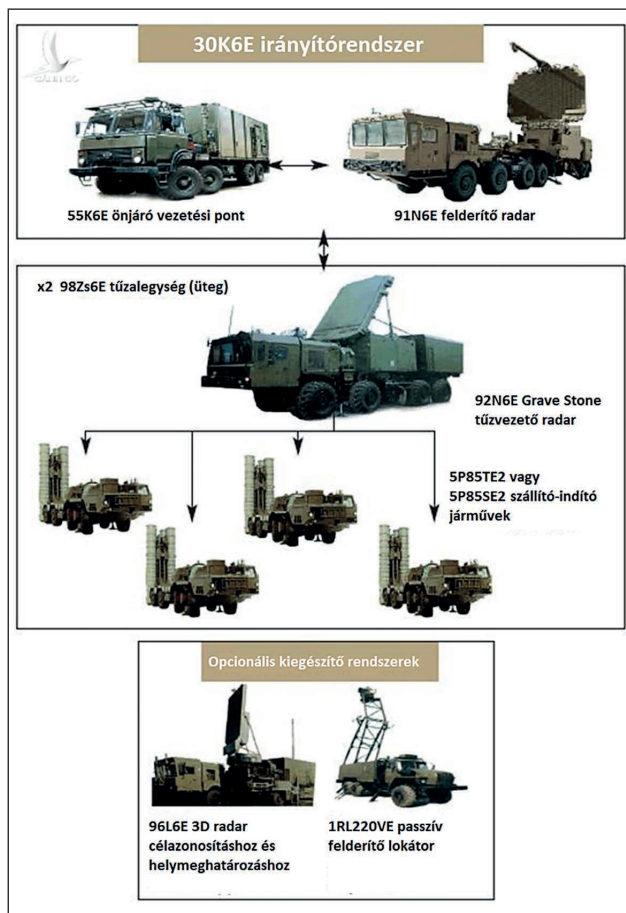 30K6E irányítórendszer
55K6E önjáró vezetési pont
91N6E felderítő radar
x2 98Zs6E tűzalegység (üteg)
92N6E Grave Stone
tűzvezető radar
5P85TE2 vagy
5P85SE2 szállító-indító
járművek
Opcionális kiegészítő rendszerek
96L6E 3D radar
célazonosításhoz és
helymeghatározáshoz
1RL220VE passzív
felderítő lokátor